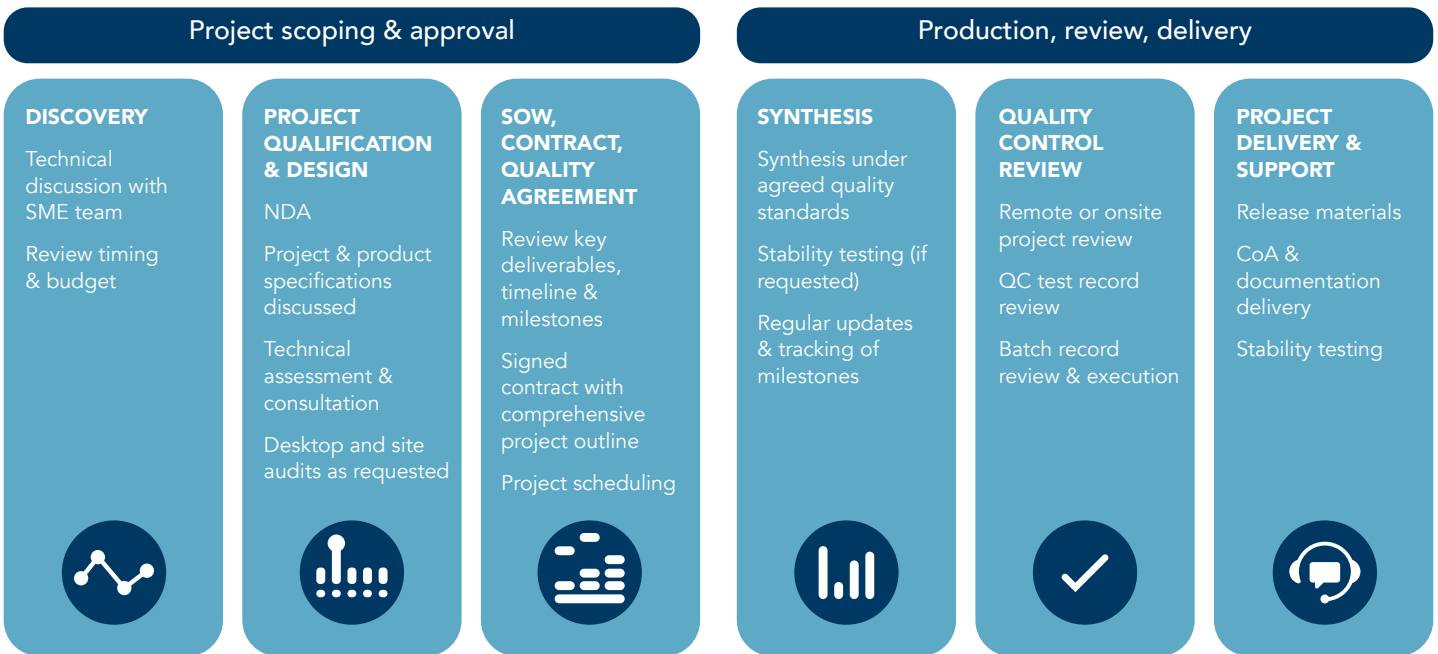 Project scoping & approval
Production, review, delivery
DISCOVERY
Technical
discussion with
SME team
Review timing
& budget
PROJECT
QUALIFICATION
& DESIGN
NDA
Project & product
specifications
discussed
Technical
assessment &
consultation
Desktop and site
audits as requested
SOW,
CONTRACT,
QUALITY
AGREEMENT
Review key
deliverables,
timeline &
milestones
Signed
contract with
comprehensive
project outline
Project scheduling
SYNTHESIS
Synthesis under
agreed quality
standards
Stability testing (if
requested)
Regular updates
& tracking of
milestones
QUALITY
CONTROL
REVIEW
Remote or onsite
project review
QC test record
review
Batch record
review & execution
PROJECT
DELIVERY &
SUPPORT
Release materials
CoA &
documentation
delivery
Stability testing